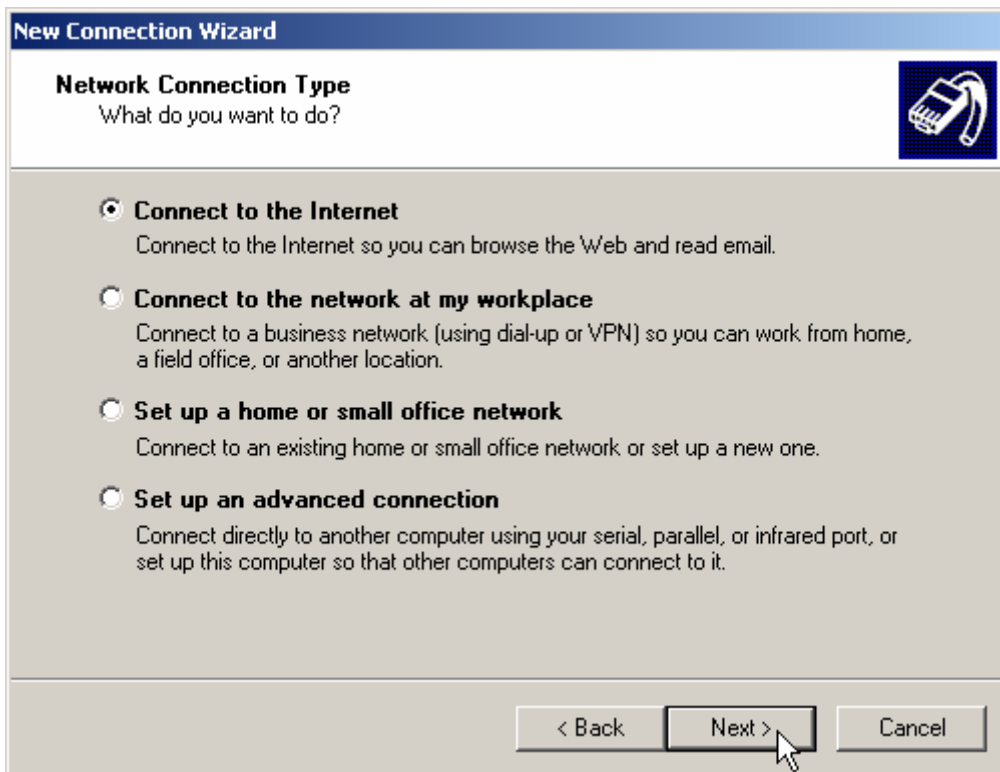 New Connection Wizard
Network Connection Type
What do you want to do?
Connect to the Internet
Connect to the Internet so you can browse the Web and read email.
Connect to the network at my workplace
Connect to a business network (using dial-up or VPN) so you can work from home,
a field office, or another location.
Set up a home or small office network
Connect to an existing home or small office network or set up a new one.
Set up an advanced connection
Connect directly to another computer using your serial, parallel, or infrared port, or
set up this computer so that other computers can connect to it.
< Back Next > Cancel